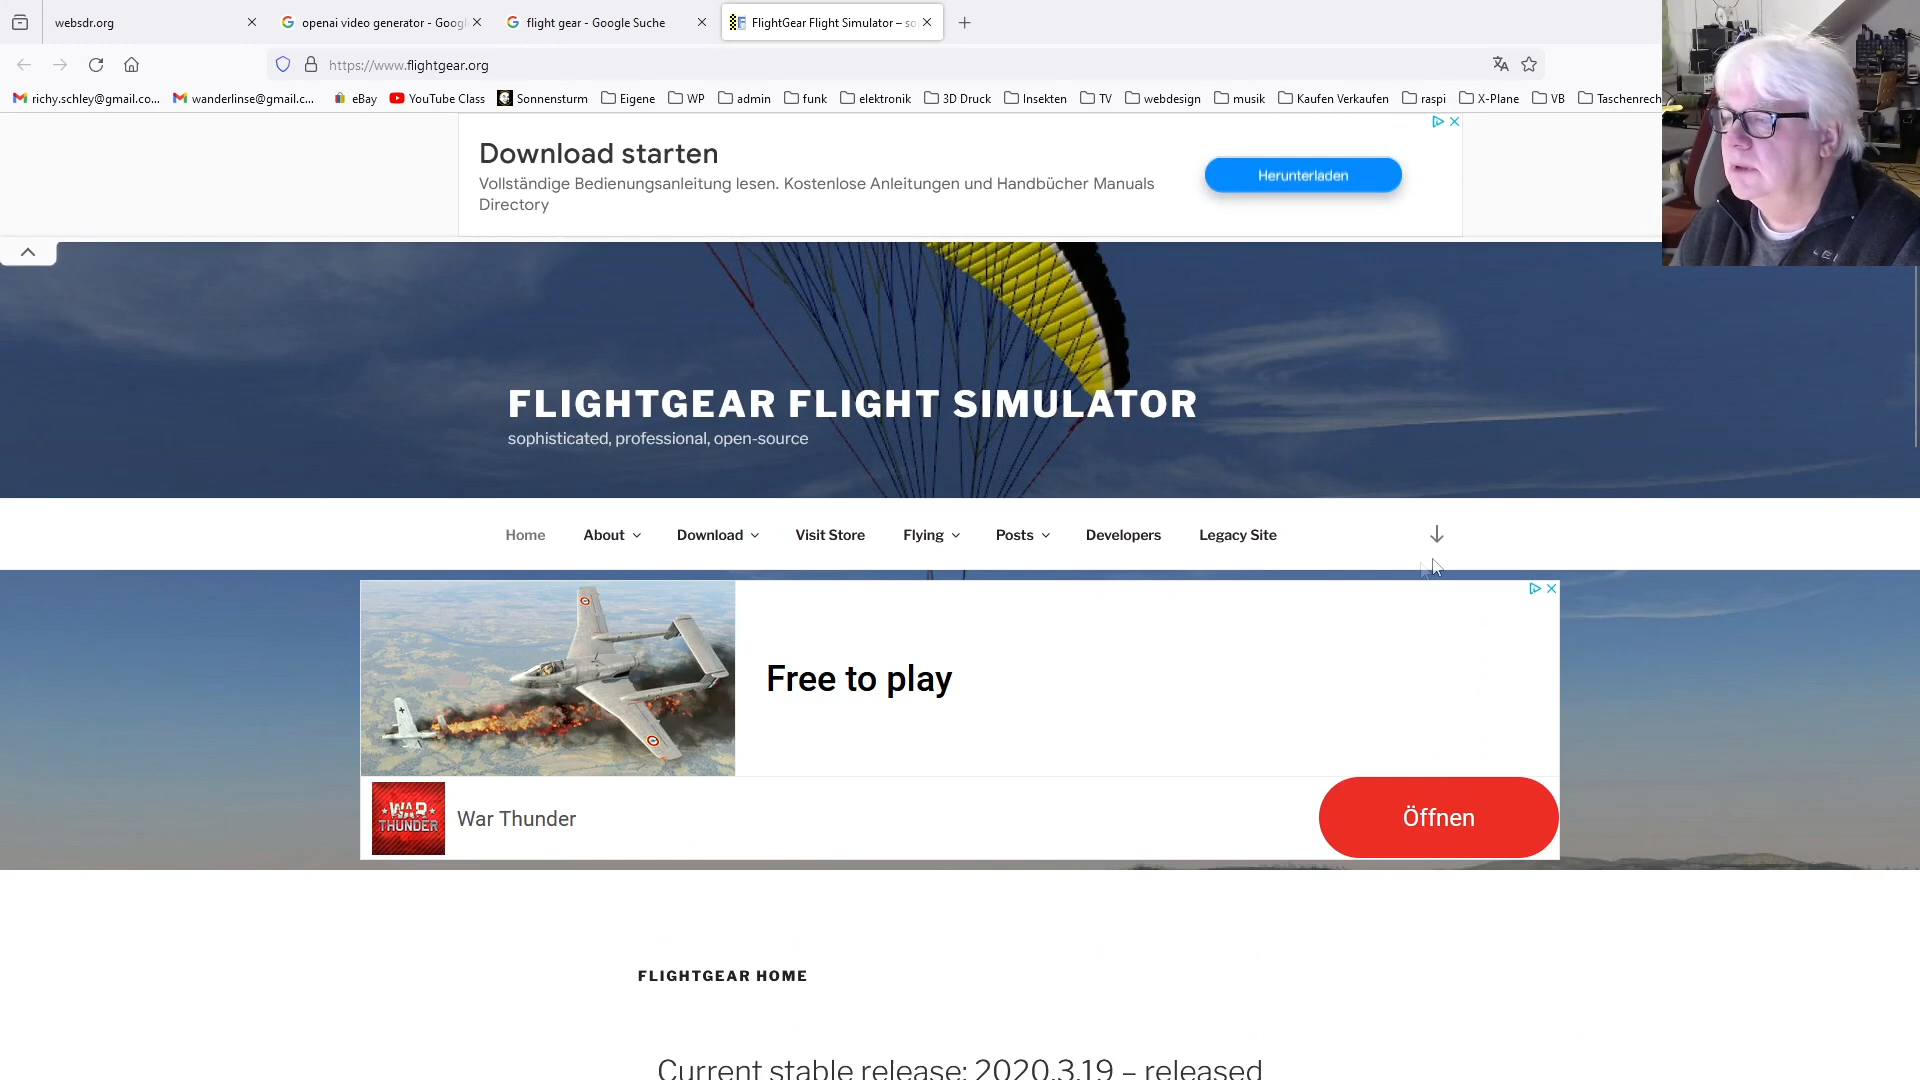 websdr.org
openai video generator - Goog
flight gear - Google Suche
FlightGear Flight Simulator – so
https://www.flightgear.org
richy.schley@gmail.co...
wanderlinse@gmail.c...
eBay
YouTube Class
Sonnensturm
Eigene
WP
admin
funk
elektronik
3D Druck
Insekten
TV
webdesign
musik
Kaufen Verkaufen
raspi
X-Plane
VB
Taschenrech
Download starten
Vollständige Bedienungsanleitung lesen. Kostenlose Anleitungen und Handbücher Manuals
Directory
Herunterladen
FLIGHTGEAR FLIGHT SIMULATOR
sophisticated, professional, open-source
Home
About
Download
Visit Store
Flying
Posts
Developers
Legacy Site
Free to play
WAR
THUNDER
War Thunder
Öffnen
FLIGHTGEAR HOME
Current stable release: 2020.3.19 – released